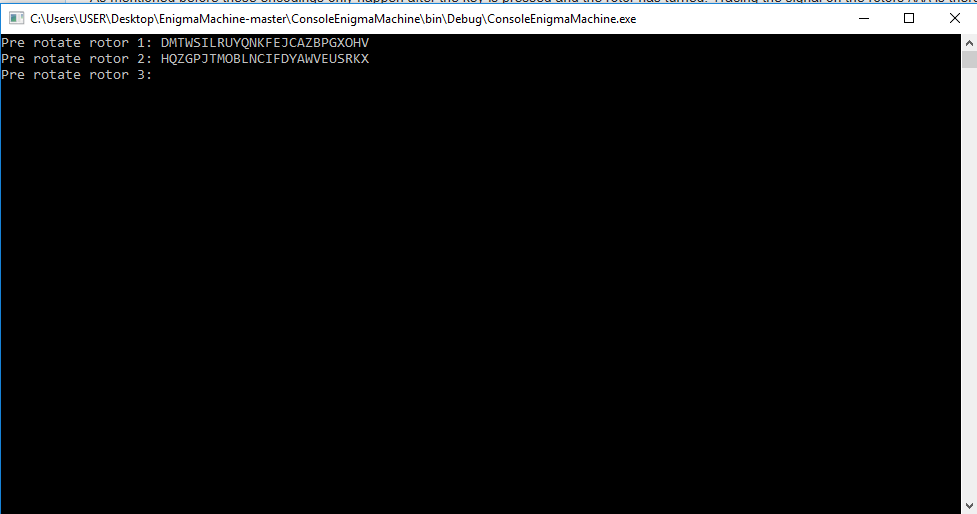 C:\Users\USER\Desktop\EnigmaMachine-master\ConsoleEnigmaMachine\bin\Debug\ConsoleEnigmaMachine.exe
Pre rotate rotor 1: DMTWSILRUYQNKFEJCAZBPGXOHV
Pre rotate rotor 2: HQZGPJTMOBLNCIFDYAWVEUSRKX
Pre rotate rotor 3: